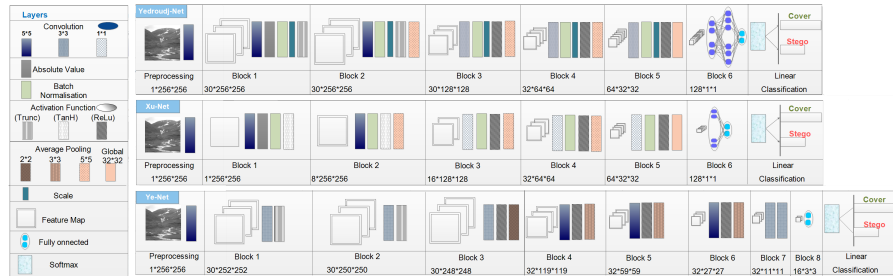 Layers
Convolution
5*5 3*3 1*1
Absolute Value
Batch
Normalisation
Activation Function
(Trunc) (TanH) (ReLu)
Average Pooling
Global
2*2 3*3 5*5 32*32
Scale
Feature Map
Fully onnected
Softmax
Yedroudj-Net
Cover
Stego
Preprocessing Block 1 Block 2 Block 3 Block 4 Block 5 Block 6 Linear
1*256*256 30*256*256 30*256*256 30*128*128 32*64*64 64*32*32 128*1*1 Classification
Xu-Net
Cover
Stego
Preprocessing Block 1 Block 2 Block 3 Block 4 Block 5 Block 6 Linear
1*256*256 1*256*256 8*256*256 16*128*128 32*64*64 64*32*32 128*1*1 Classification
Ye-Net
Cover
Stego
Preprocessing Block 1 Block 2 Block 3 Block 4 Block 5 Block 6 Block 7 Block 8 Linear
1*256*256 30*252*252 30*250*250 30*248*248 32*119*119 32*59*59 32*27*27 32*11*11 16*3*3 Classification